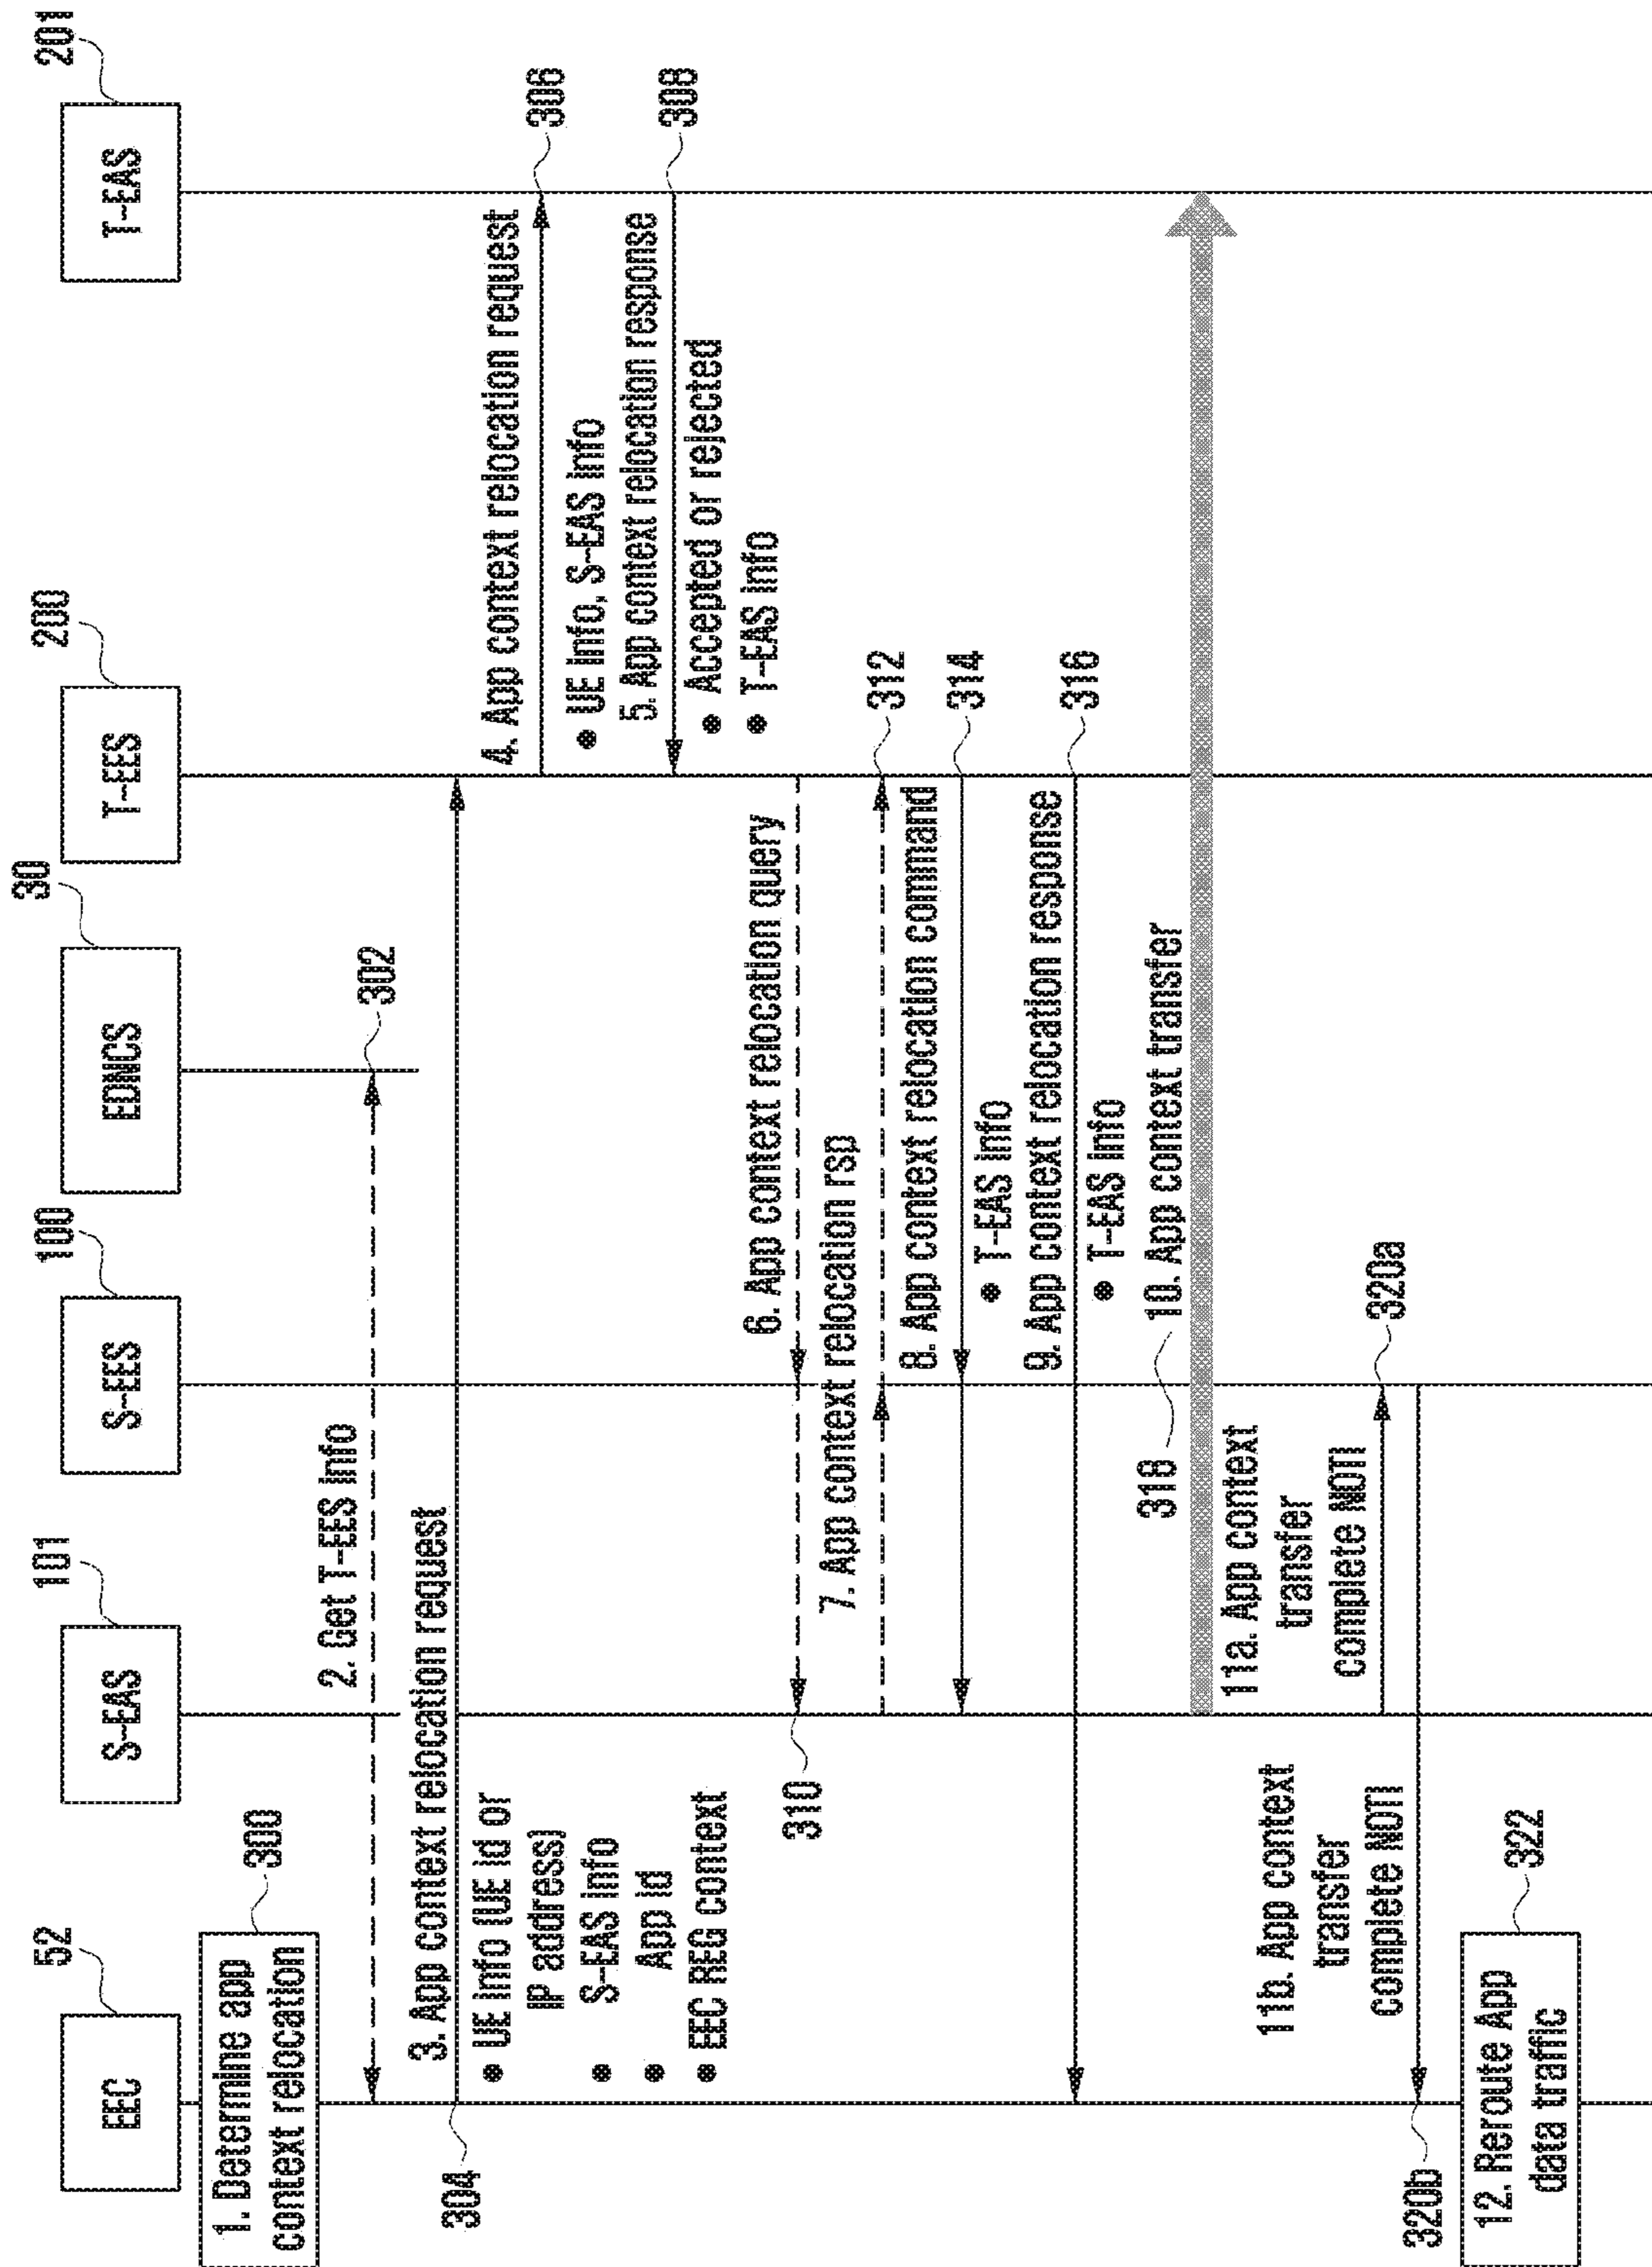 52
101
100
30
200
201
EEC
S-EAS
S-EES
EDNCS
T-EES
T-EAS
1. Determine app
context relocation
300
2. Get T-EES info
302
3. App context relocation request
304
● UE info (UE id or
IP address)
● S-EAS info
● App id
● EEC REG context
4. App context relocation request
306
● UE info, S-EAS info
5. App context relocation response
308
● Accepted or rejected
● T-EAS info
6. App context relocation query
310
7. App context relocation rsp
312
8. App context relocation command
314
● T-EAS info
9. App context relocation response
316
● T-EAS info
318
10. App context transfer
11a. App context
transfer
complete NOTI
320a
11b. App context
transfer
complete NOTI
320b
12. Reroute App
data traffic
322